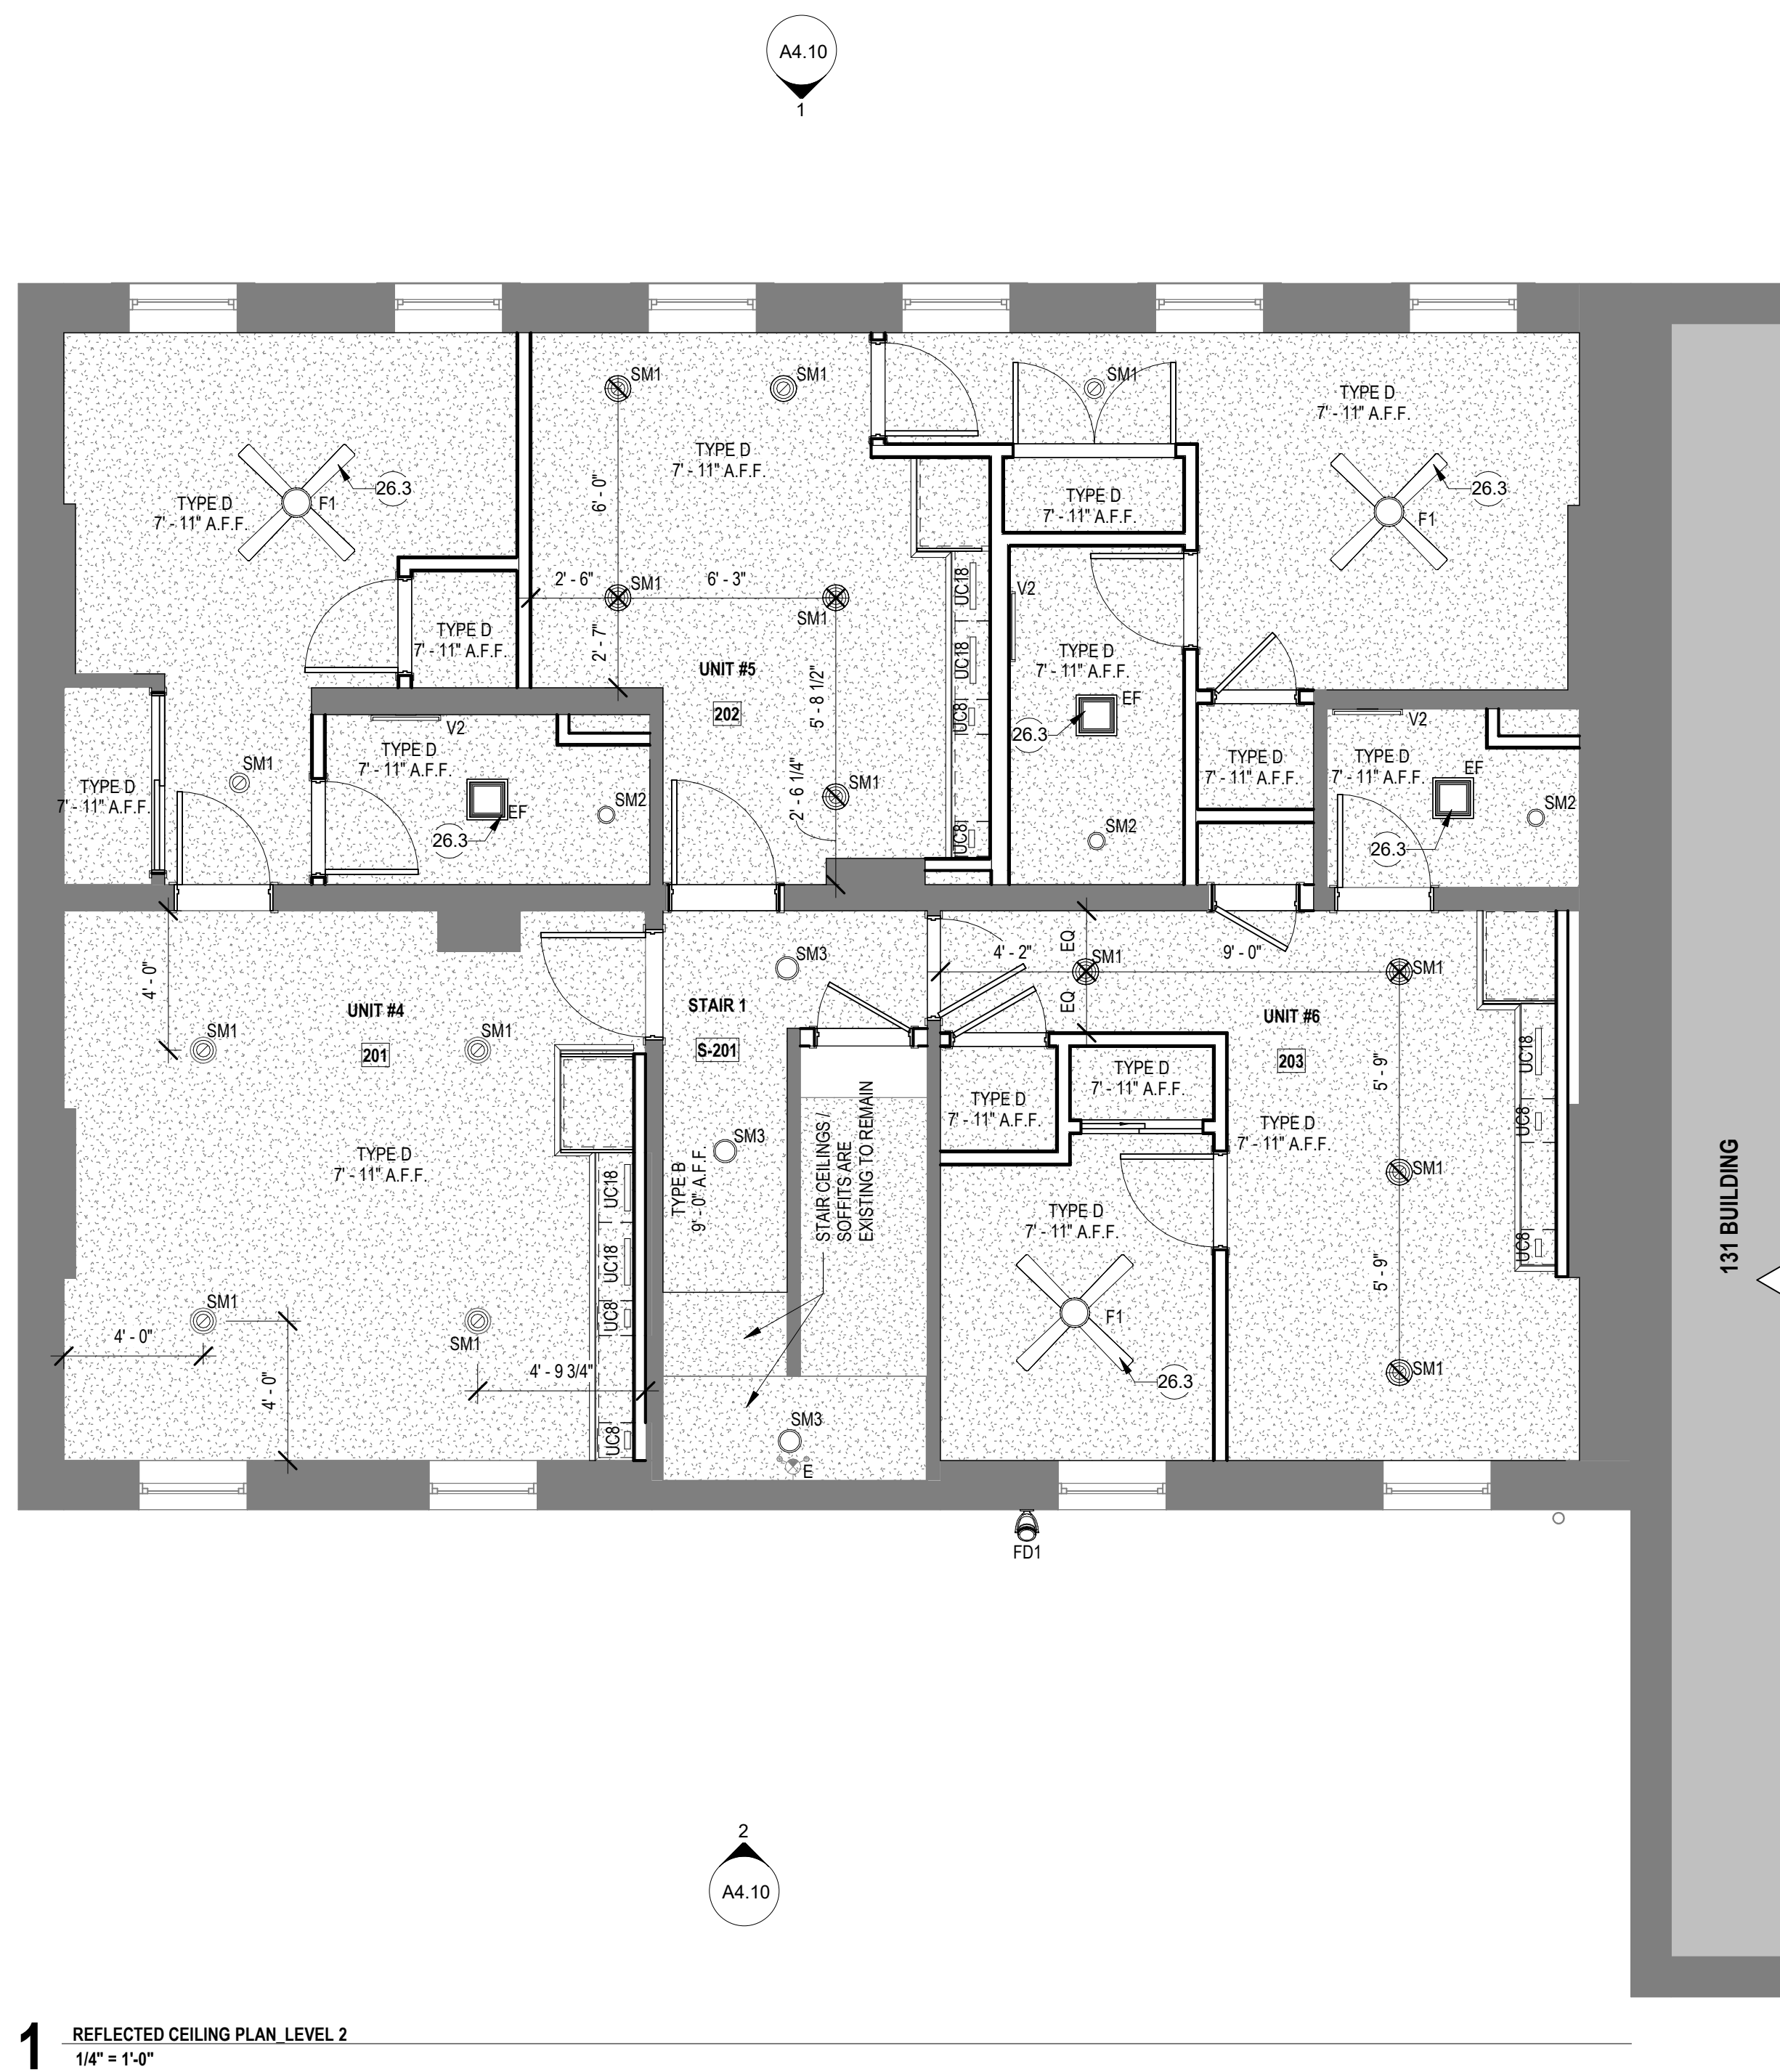 A4.10
1
SM1
SM1
SM1
TYPE D
7' - 11" A.F.F.
TYPE D
7' - 11" A.F.F.
6' - 0"
26.3
F1
TYPE D
7' - 11" A.F.F.
TYPE D
7' - 11" A.F.F.
26.3
F1
2' - 6"
SM1
6' - 3"
SM1
2' - 7"
UC18
V2
TYPE D
7' - 11" A.F.F.
UNIT #5
202
5' - 8 1/2"
UC18
UC8
TYPE D
7' - 11" A.F.F.
EF
26.3
V2
TYPE D
7' - 11" A.F.F.
SM1
TYPE D
7' - 11" A.F.F.
EF
26.3
SM2
2' - 6 1/4"
SM1
UC8
SM2
TYPE D
7' - 11" A.F.F.
V2
TYPE D
7' - 11" A.F.F.
EF
26.3
SM2
4' - 0"
UNIT #4
201
SM1
SM1
SM3
STAIR 1
S-201
4' - 2"
EQ
SM1
EQ
9' - 0"
SM1
UNIT #6
203
5' - 9"
UC18
TYPE D
7' - 11" A.F.F.
TYPE D
7' - 11" A.F.F.
TYPE D
7' - 11" A.F.F.
UC8
TYPE D
7' - 11" A.F.F.
SM3
TYPE B
9' - 0" A.F.F.
STAIR CEILINGS /
SOFFITS ARE
EXISTING TO REMAIN
SM1
131 BUILDING
UC18
UC18
UC8
TYPE D
7' - 11" A.F.F.
UC8
5' - 9"
SM1
SM1
4' - 0"
4' - 0"
4' - 9 3/4"
F1
26.3
SM1
UC8
SM3
E
FD1
2
A4.10
1
REFLECTED CEILING PLAN_LEVEL 2
1/4" = 1'-0"